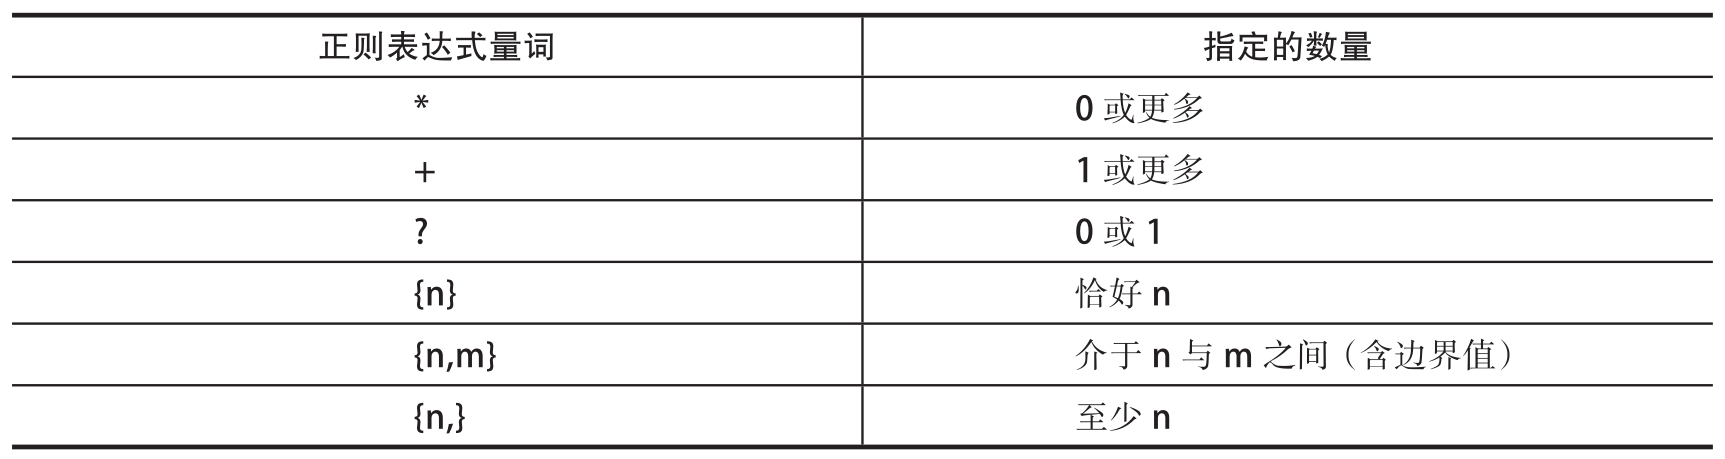 正则表达式量词 指定的数量
* 0 或更多
+ 1 或更多
? 0 或 1
{n} 恰好 n
{n,m} 介于 n 与 m 之间（含边界值）
{n,} 至少 n